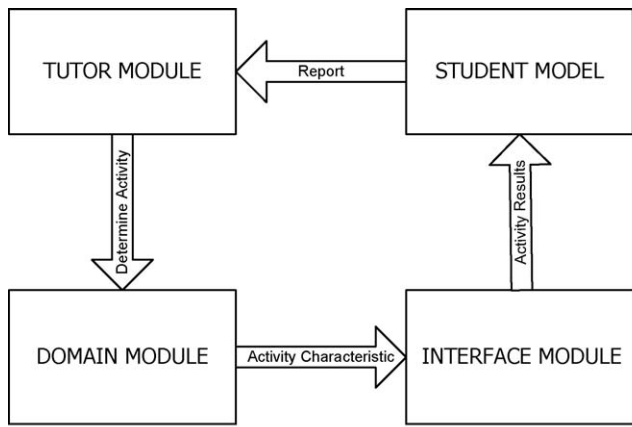 TUTOR MODULE
Report
STUDENT MODEL
Determine Activity
Activity Results
DOMAIN MODULE
Activity Characteristic
INTERFACE MODULE